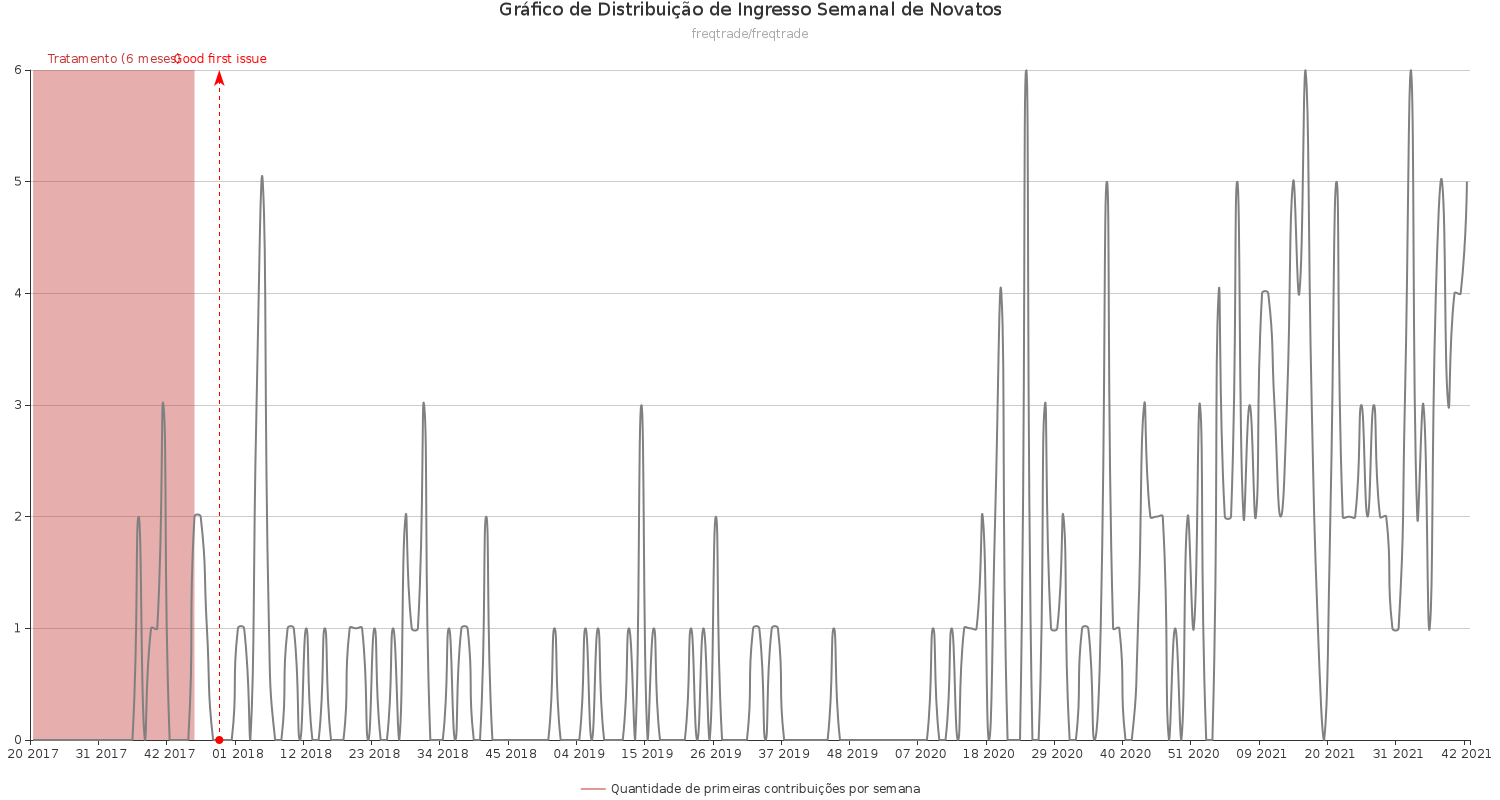 Gráfico de Distribuição de Ingresso Semanal de Novatos
freqtrade/freqtrade
Tratamento (6 meses) Good first issue
6
5
4
3
2
1
0
20 2017 31 2017 42 2017 01 2018 12 2018 23 2018 34 2018 45 2018 04 2019 15 2019 26 2019 37 2019 48 2019 07 2020 18 2020 29 2020 40 2020 51 2020 09 2021 20 2021 31 2021 42 2021
Quantidade de primeiras contribuições por semana